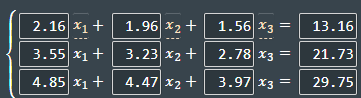 2.16 x₁ + 1.96 x₂ + 1.56 x₃ = 13.16
3.55 x₁ + 3.23 x₂ + 2.78 x₃ = 21.73
4.85 x₁ + 4.47 x₂ + 3.97 x₃ = 29.75